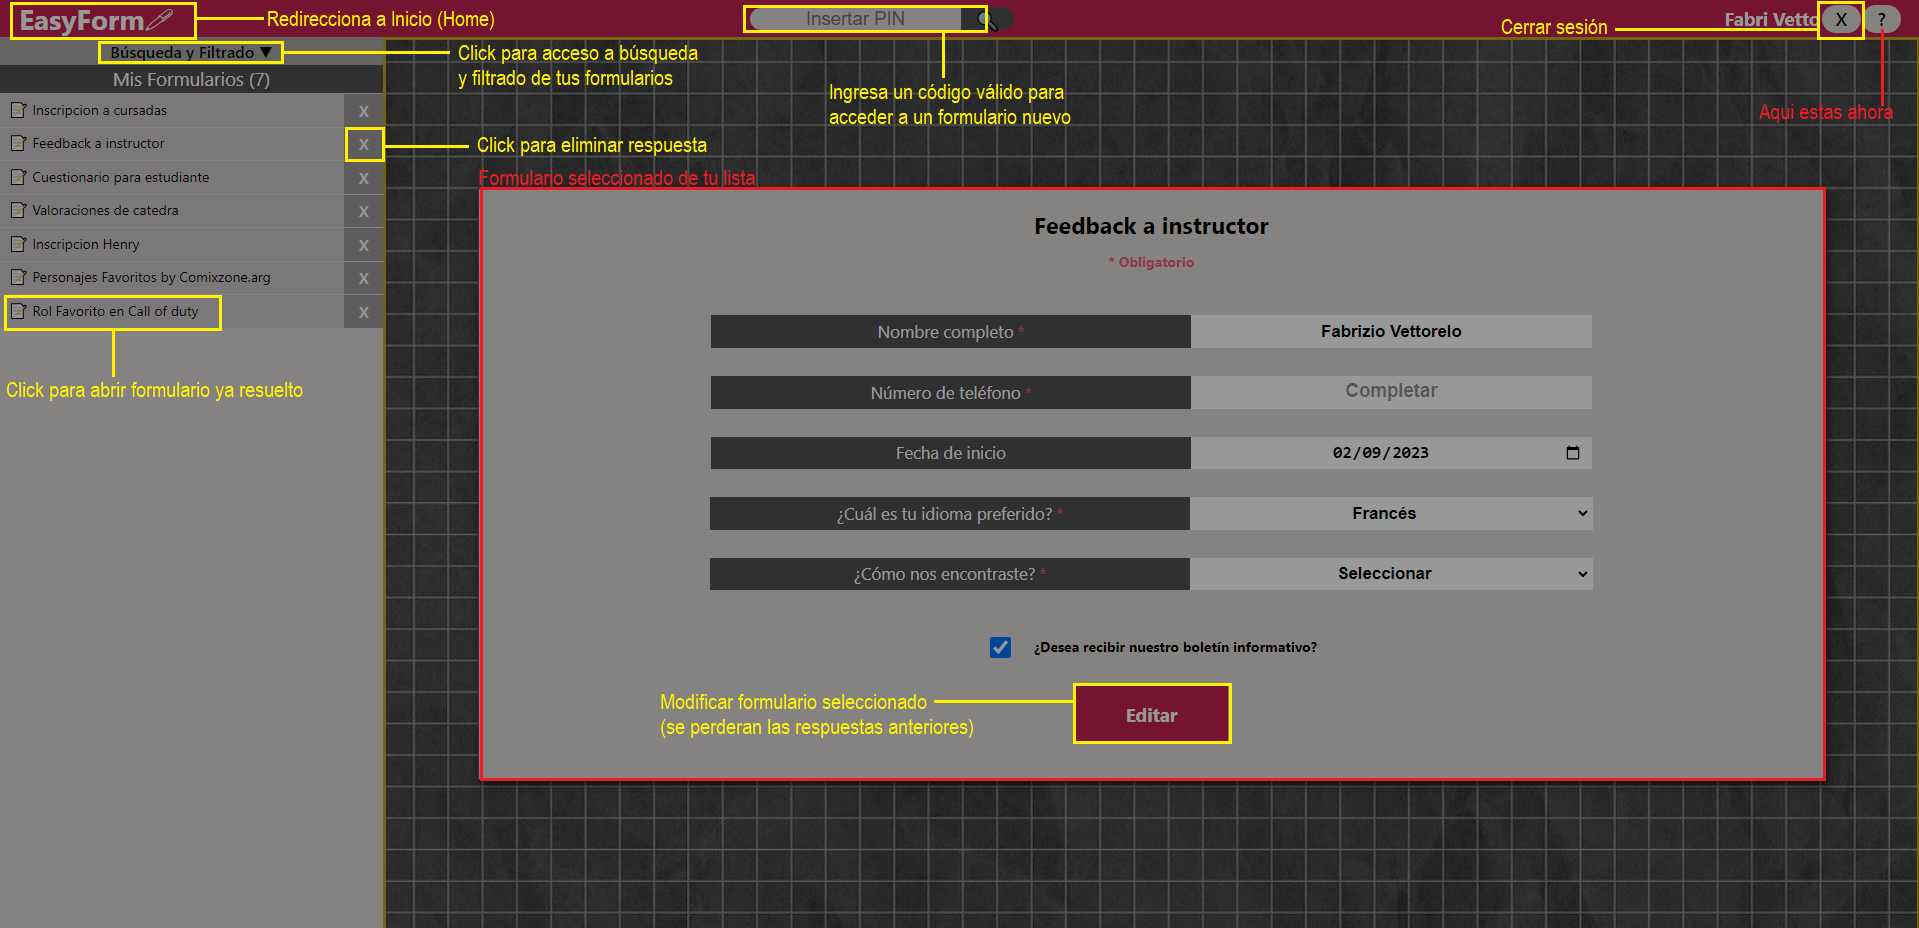 EasyForm
Redirecciona a Inicio (Home)
Insertar PIN
Cerrar sesión
Fabri Vetto
X
?
Búsqueda y Filtrado ▼
Click para acceso a búsqueda
y filtrado de tus formularios
Mis Formularios (7)
Ingresa un código válido para
acceder a un formulario nuevo
Aqui estas ahora
Inscripcion a cursadas
X
Feedback a instructor
X
Click para eliminar respuesta
Cuestionario para estudiante
X
Valoraciones de catedra
X
Inscripcion Henry
X
Personajes Favoritos by Comixzone.arg
X
Rol Favorito en Call of duty
X
Click para abrir formulario ya resuelto
Formulario seleccionado de tu lista
Feedback a instructor
* Obligatorio
Nombre completo *
Fabrizio Vettorelo
Número de teléfono *
Completar
Fecha de inicio
02/09/2023
¿Cuál es tu idioma preferido? *
Francés
¿Cómo nos encontraste? *
Seleccionar
¿Desea recibir nuestro boletín informativo?
Modificar formulario seleccionado
(se perderan las respuestas anteriores)
Editar